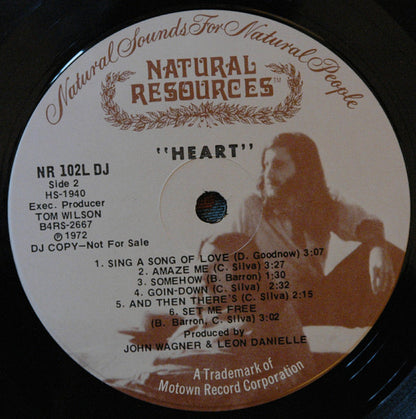 Natural Sounds For Natural People
NATURAL
RESOURCES™
"HEART"
NR 102L DJ
Side 2
HS-1940
Exec. Producer
TOM WILSON
B4RS-2667
℗ 1972
DJ COPY—Not For Sale
1. SING A SONG OF LOVE (D. Goodnow) 3:07
2. AMAZE ME (C. Silva) 3:27
3. SOMEHOW (B. Barron) 1:30
4. GOIN-DOWN (C. Silva) 2:32
5. AND THEN THERE'S (C. Silva) 2:15
6. SET ME FREE
(B. Barron, C. Silva) 3:02
Produced by
JOHN WAGNER & LEON DANIELLE
A Trademark of
Motown Record Corporation